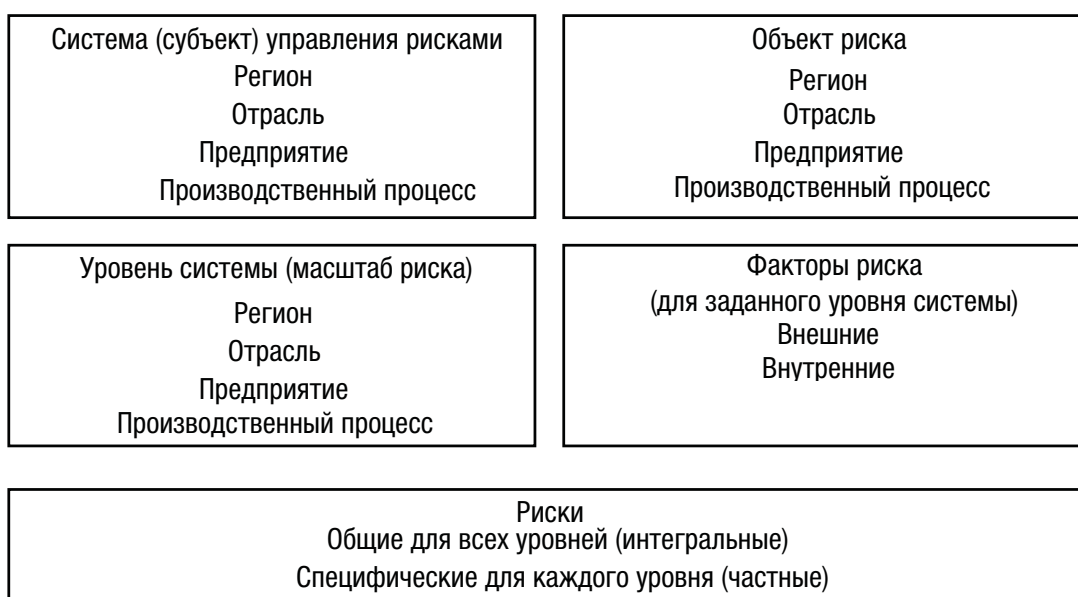 Система (субъект) управления рисками
Регион
Отрасль
Предприятие
Производственный процесс
Объект риска
Регион
Отрасль
Предприятие
Производственный процесс
Уровень системы (масштаб риска)
Регион
Отрасль
Предприятие
Производственный процесс
Факторы риска
(для заданного уровня системы)
Внешние
Внутренние
Риски
Общие для всех уровней (интегральные)
Специфические для каждого уровня (частные)